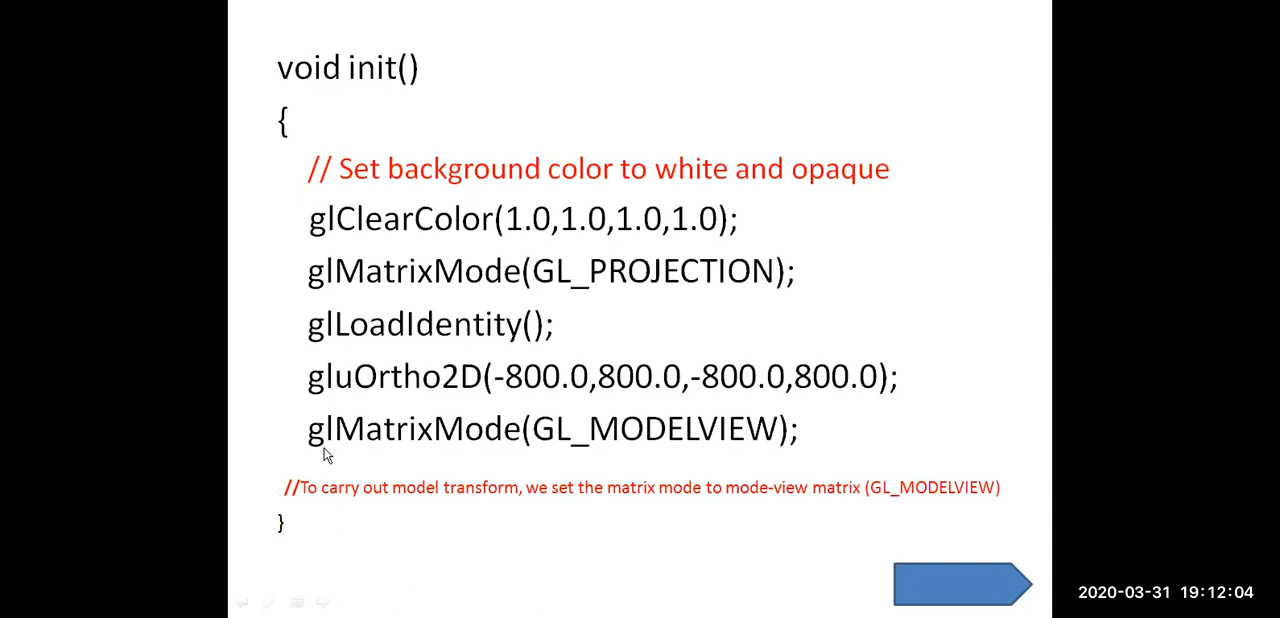 void init()
{
// Set background color to white and opaque
glClearColor(1.0,1.0,1.0,1.0);
glMatrixMode(GL_PROJECTION);
glLoadIdentity();
gluOrtho2D(-800.0,800.0,-800.0,800.0);
glMatrixMode(GL_MODELVIEW);
//To carry out model transform, we set the matrix mode to mode-view matrix (GL_MODELVIEW)
}
2020-03-31 19:12:04